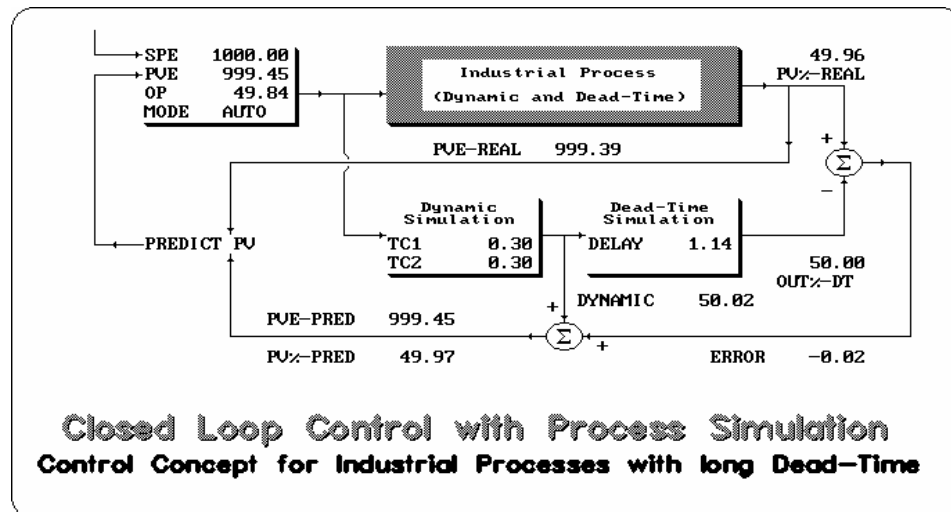 SPE 1000.00
PVE 999.45
OP 49.84
MODE AUTO
Industrial Process
(Dynamic and Dead-Time)
49.96
PV%-REAL
PVE-REAL 999.39
+
Σ
−
Dynamic
Simulation
TC1 0.30
TC2 0.30
Dead-Time
Simulation
DELAY 1.14
PREDICT PV
50.00
OUT%-DT
DYNAMIC 50.02
+
PVE-PRED 999.45
Σ
+
PV%-PRED 49.97
ERROR -0.02
Closed Loop Control with Process Simulation
Control Concept for Industrial Processes with long Dead-Time